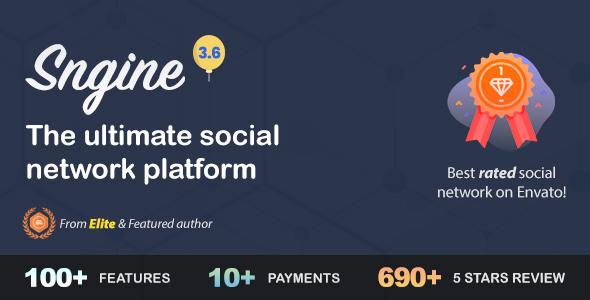 Sngine 3.6
The ultimate social
network platform
From Elite & Featured author
1
Best rated social
network on Envato!
100+ FEATURES 10+ PAYMENTS 690+ 5 STARS REVIEW